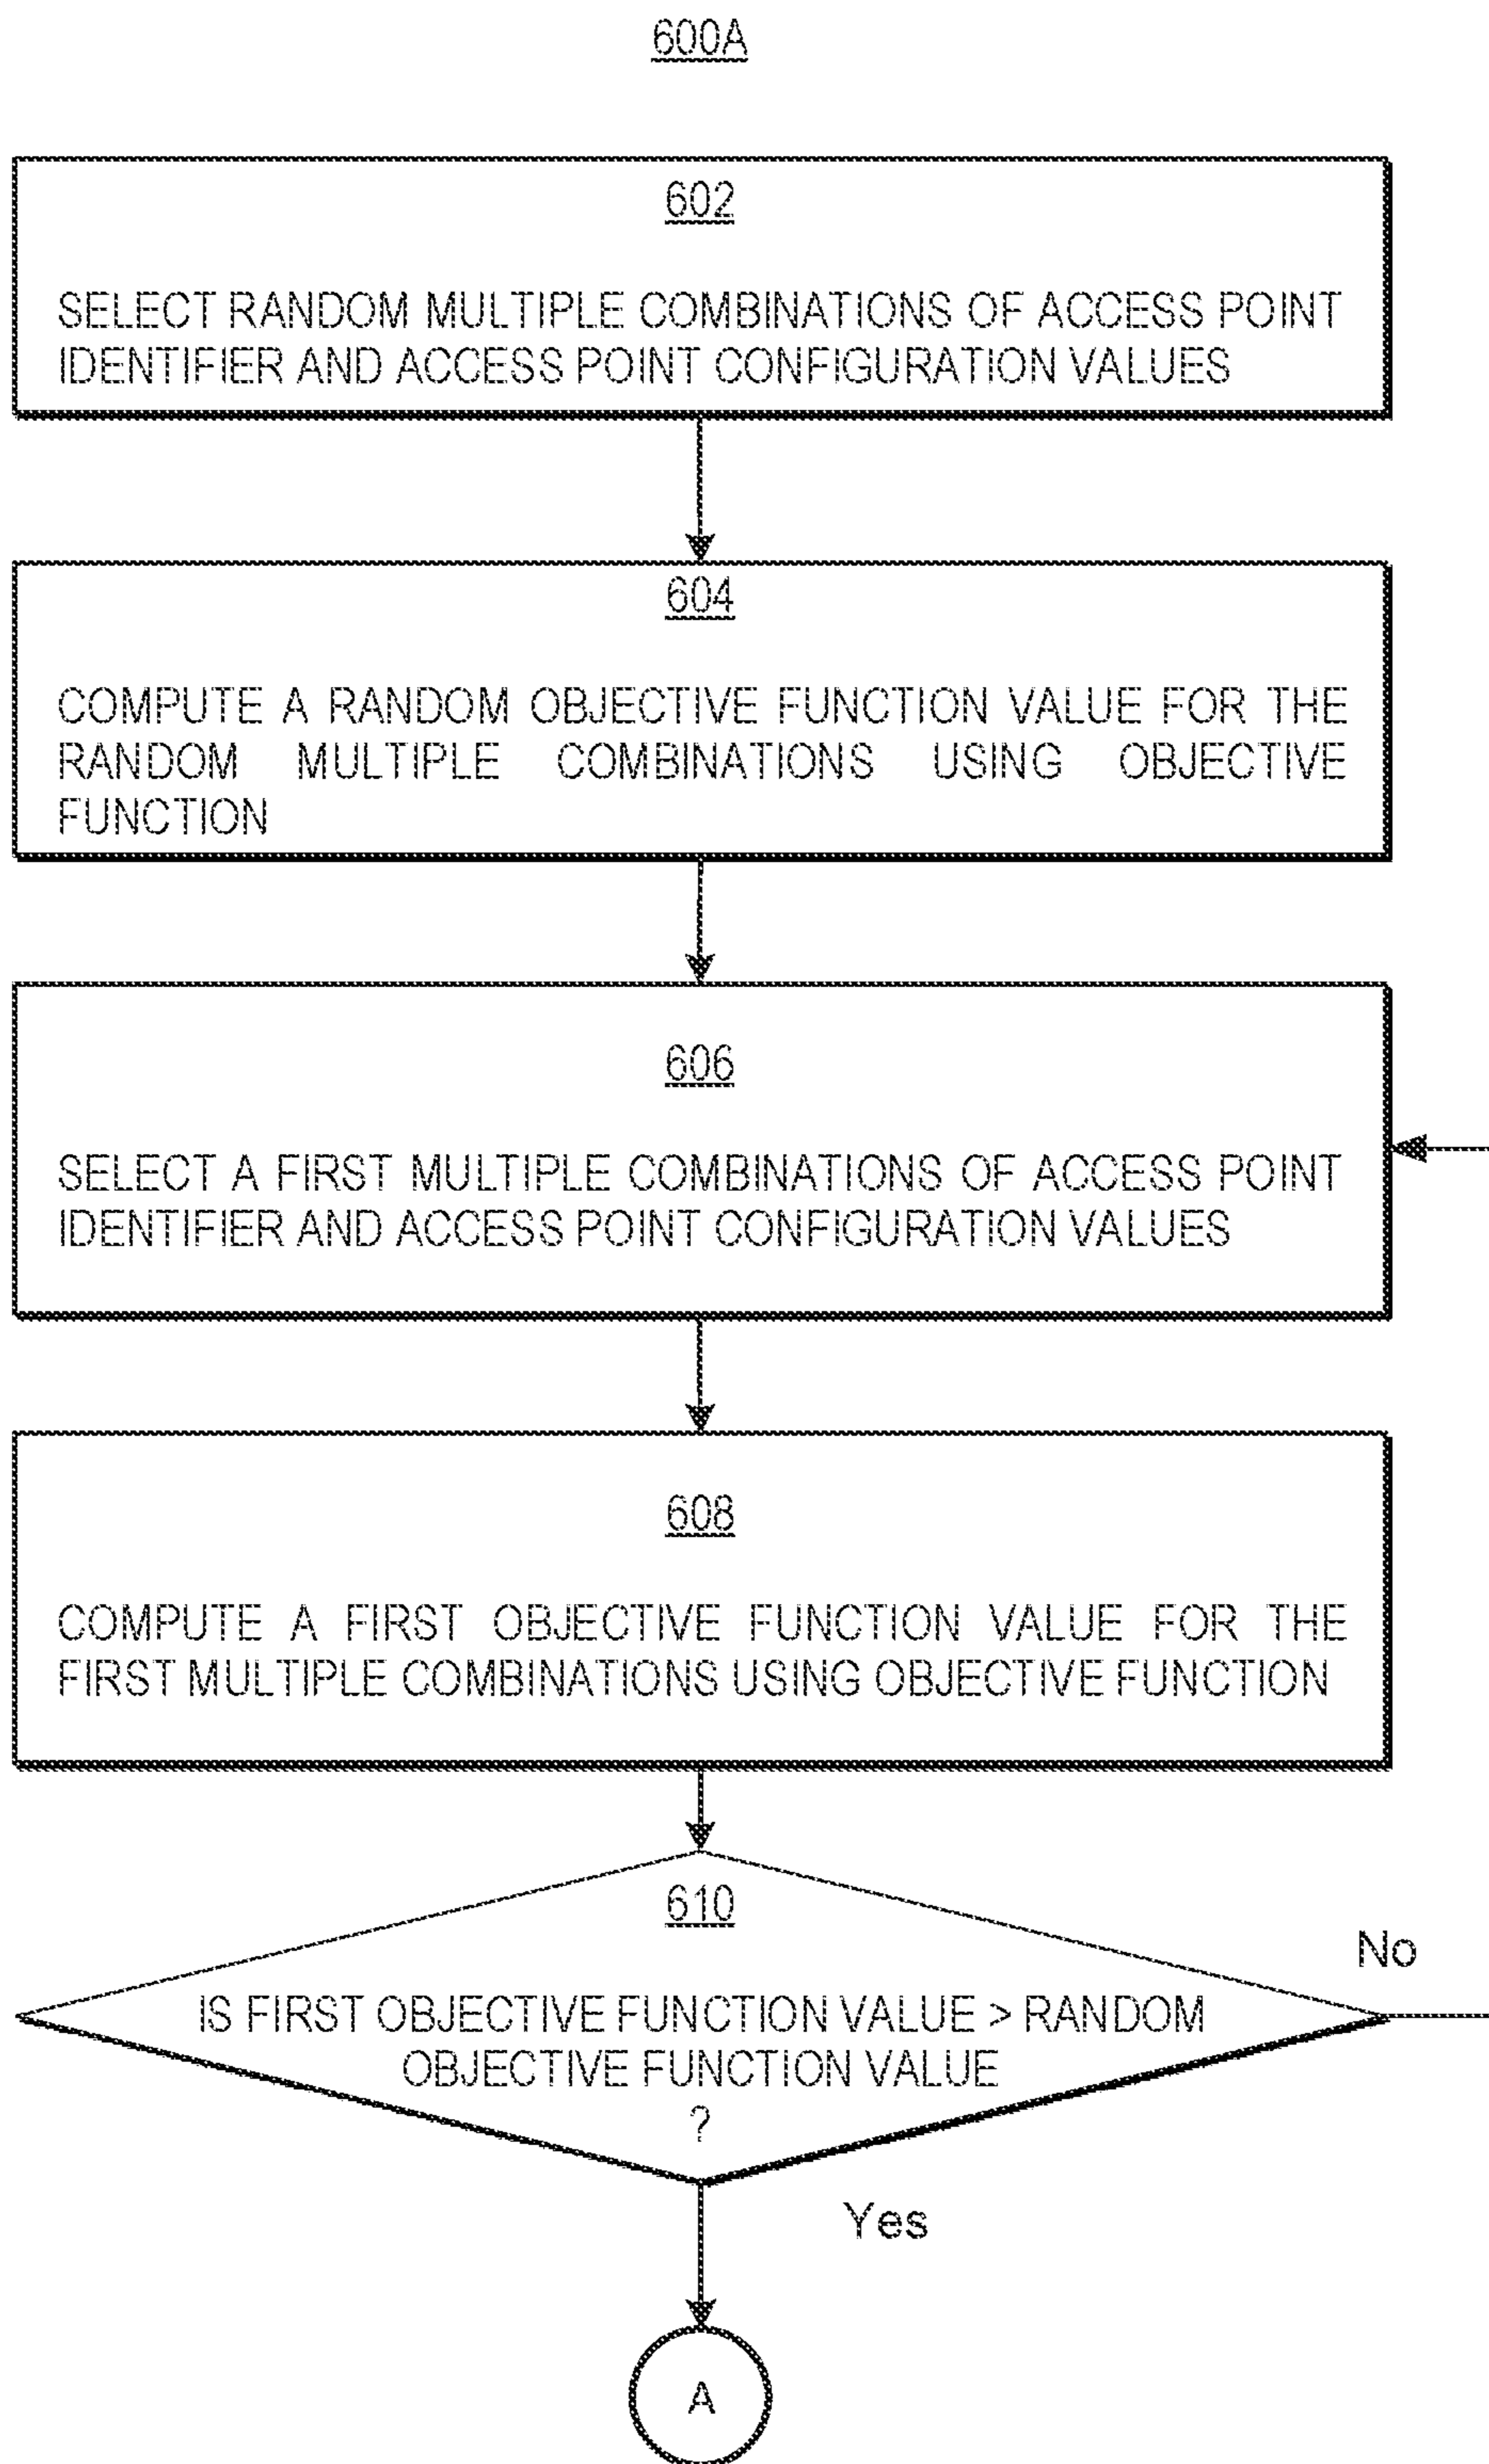 600A
602
SELECT RANDOM MULTIPLE COMBINATIONS OF ACCESS POINT
IDENTIFIER AND ACCESS POINT CONFIGURATION VALUES
604
COMPUTE A RANDOM OBJECTIVE FUNCTION VALUE FOR THE
RANDOM MULTIPLE COMBINATIONS USING OBJECTIVE
FUNCTION
606
SELECT A FIRST MULTIPLE COMBINATIONS OF ACCESS POINT
IDENTIFIER AND ACCESS POINT CONFIGURATION VALUES
608
COMPUTE A FIRST OBJECTIVE FUNCTION VALUE FOR THE
FIRST MULTIPLE COMBINATIONS USING OBJECTIVE FUNCTION
610
No
IS FIRST OBJECTIVE FUNCTION VALUE > RANDOM
OBJECTIVE FUNCTION VALUE
?
Yes
A